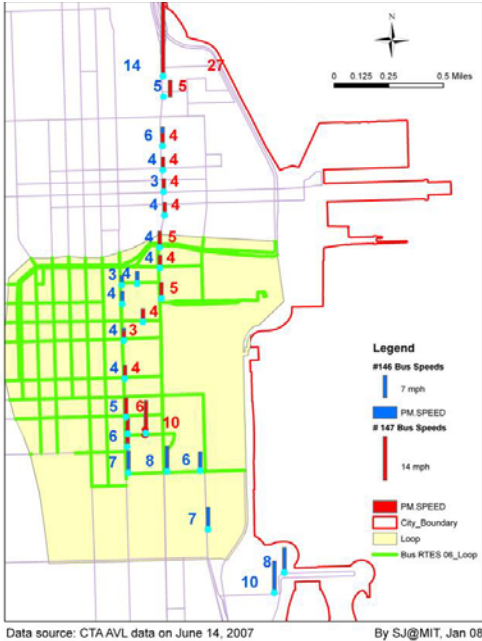 N
14 27
5 5
0 0.125 0.25 0.5 Miles
6 4
4 4
3 4
4 4
4 5
4 4
3 4
4 5
4
4 3
4 4
5 6
10
6
7 8 6
7
8
10
Legend
#146 Bus Speeds
7 mph
PM.SPEED
# 147 Bus Speeds
14 mph
PM.SPEED
City_Boundary
Loop
Bus RTES 06_Loop
Data source: CTA AVL data on June 14, 2007 By SJ@MIT, Jan 08